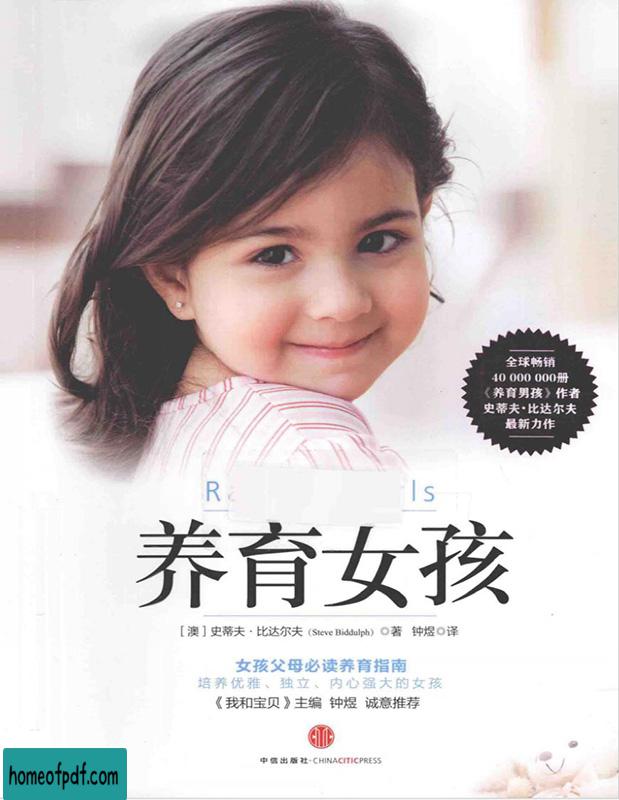 全球畅销
40 000 000册
《养育男孩》作者
史蒂夫·比达尔夫
最新力作
养育女孩
[澳]史蒂夫·比达尔夫(Steve Biddulph)◎著 钟煜◎译
女孩父母必读养育指南
培养优雅、独立、内心强大的女孩
《我和宝贝》主编 钟煜 诚意推荐
中信出版社·CHINACITICPRESS
homeofpdf.com